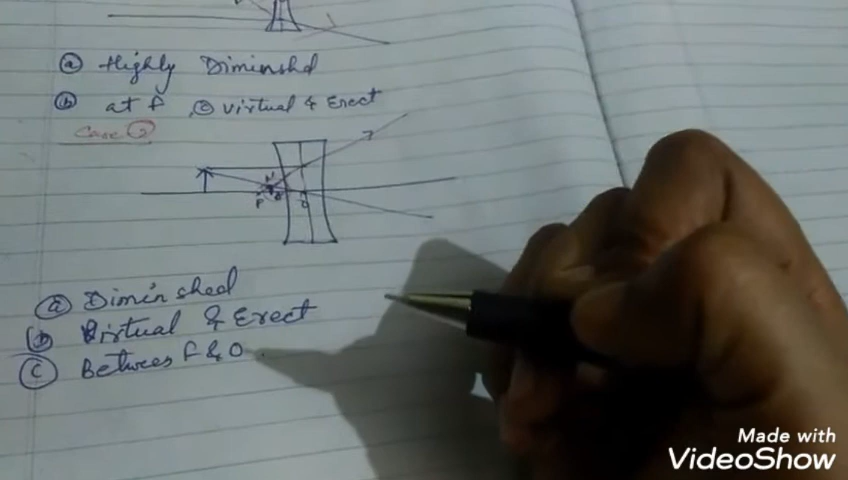 ⓐ Highly Diminshd
ⓑ at f , ⓒ Virtual & Erect
Case ②
F
O
ⓐ Diminshed
ⓑ Virtual & Erect
ⓒ Between F & O .
Made with
VideoShow